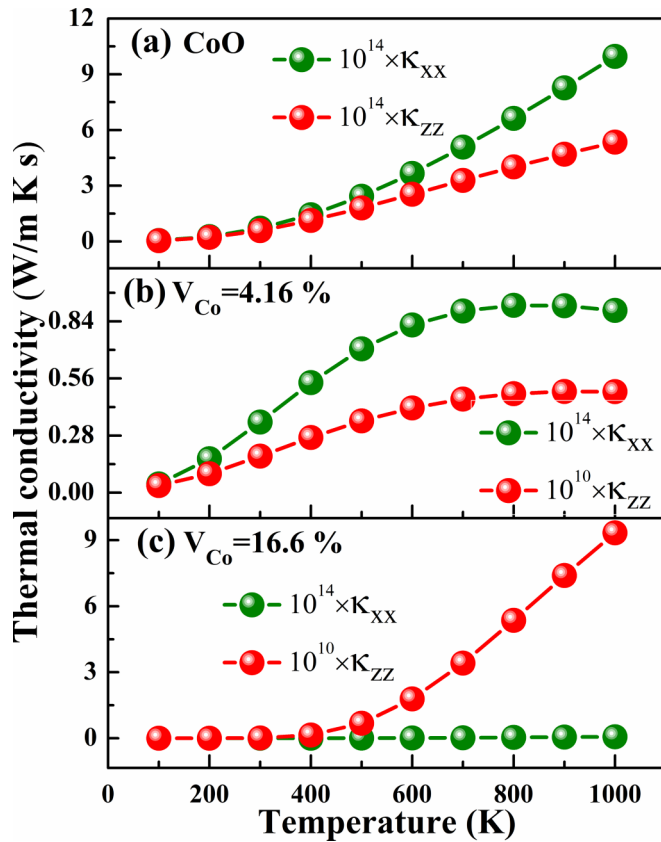 Thermal conductivity (W/m K s)
(a) CoO
10¹⁴×κxx
10¹⁴×κzz
12
9
6
3
0
(b) VCo=4.16 %
0.84
0.56
0.28
0.00
10¹⁴×κxx
10¹⁰×κzz
(c) VCo=16.6 %
10¹⁴×κxx
10¹⁰×κzz
9
6
3
0
0 200 400 600 800 1000
Temperature (K)